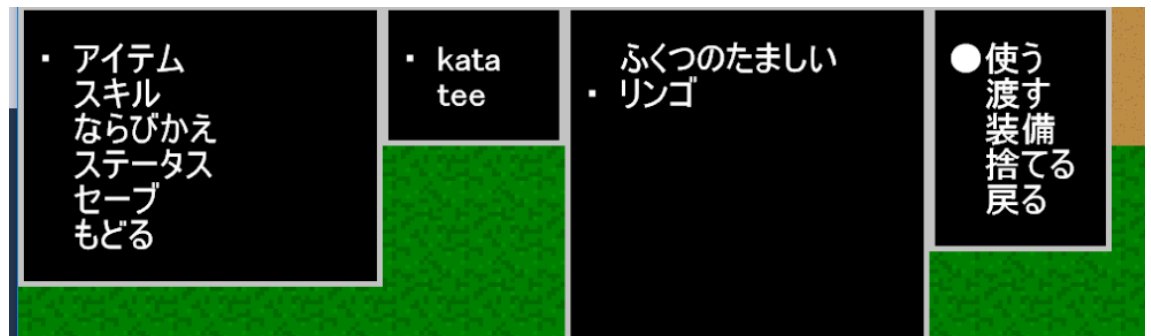 ・ アイテム
スキル
ならびかえ
ステータス
セーブ
もどる
・ kata
tee
ふくつのたましい
・ リンゴ
●使う
渡す
装備
捨てる
戻る